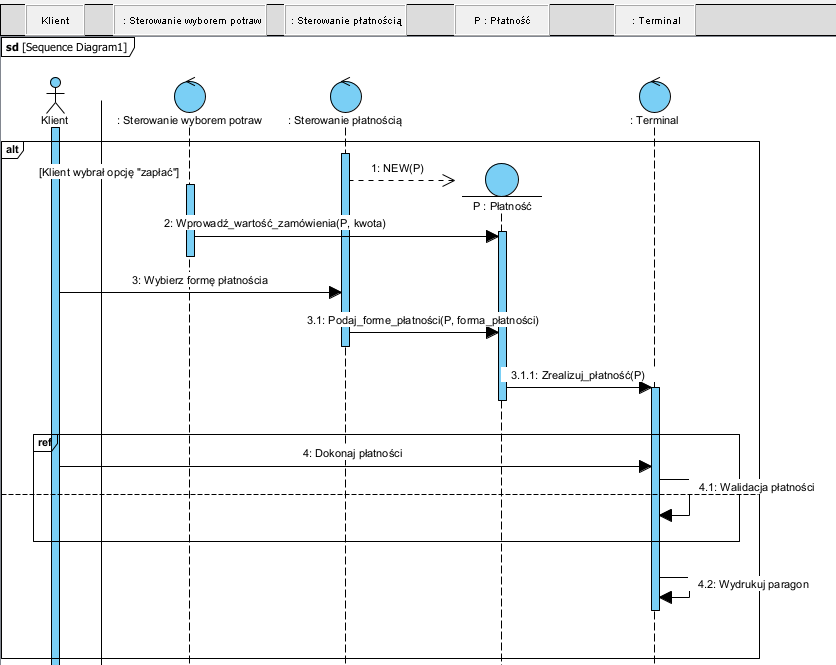 Klient
: Sterowanie wyborem potraw
: Sterowanie płatnością
P : Płatność
: Terminal
sd [Sequence Diagram1]
Klient
: Sterowanie wyborem potraw
: Sterowanie płatnością
: Terminal
alt
[Klient wybrał opcję "zapłać"]
1: NEW(P)
P : Płatność
2: Wprowadź_wartość_zamówienia(P, kwota)
3: Wybierz formę płatnościa
3.1: Podaj_forme_płatności(P, forma_płatności)
3.1.1: Zrealizuj_płatność(P)
ref
4: Dokonaj płatności
4.1: Walidacja płatności
4.2: Wydrukuj paragon